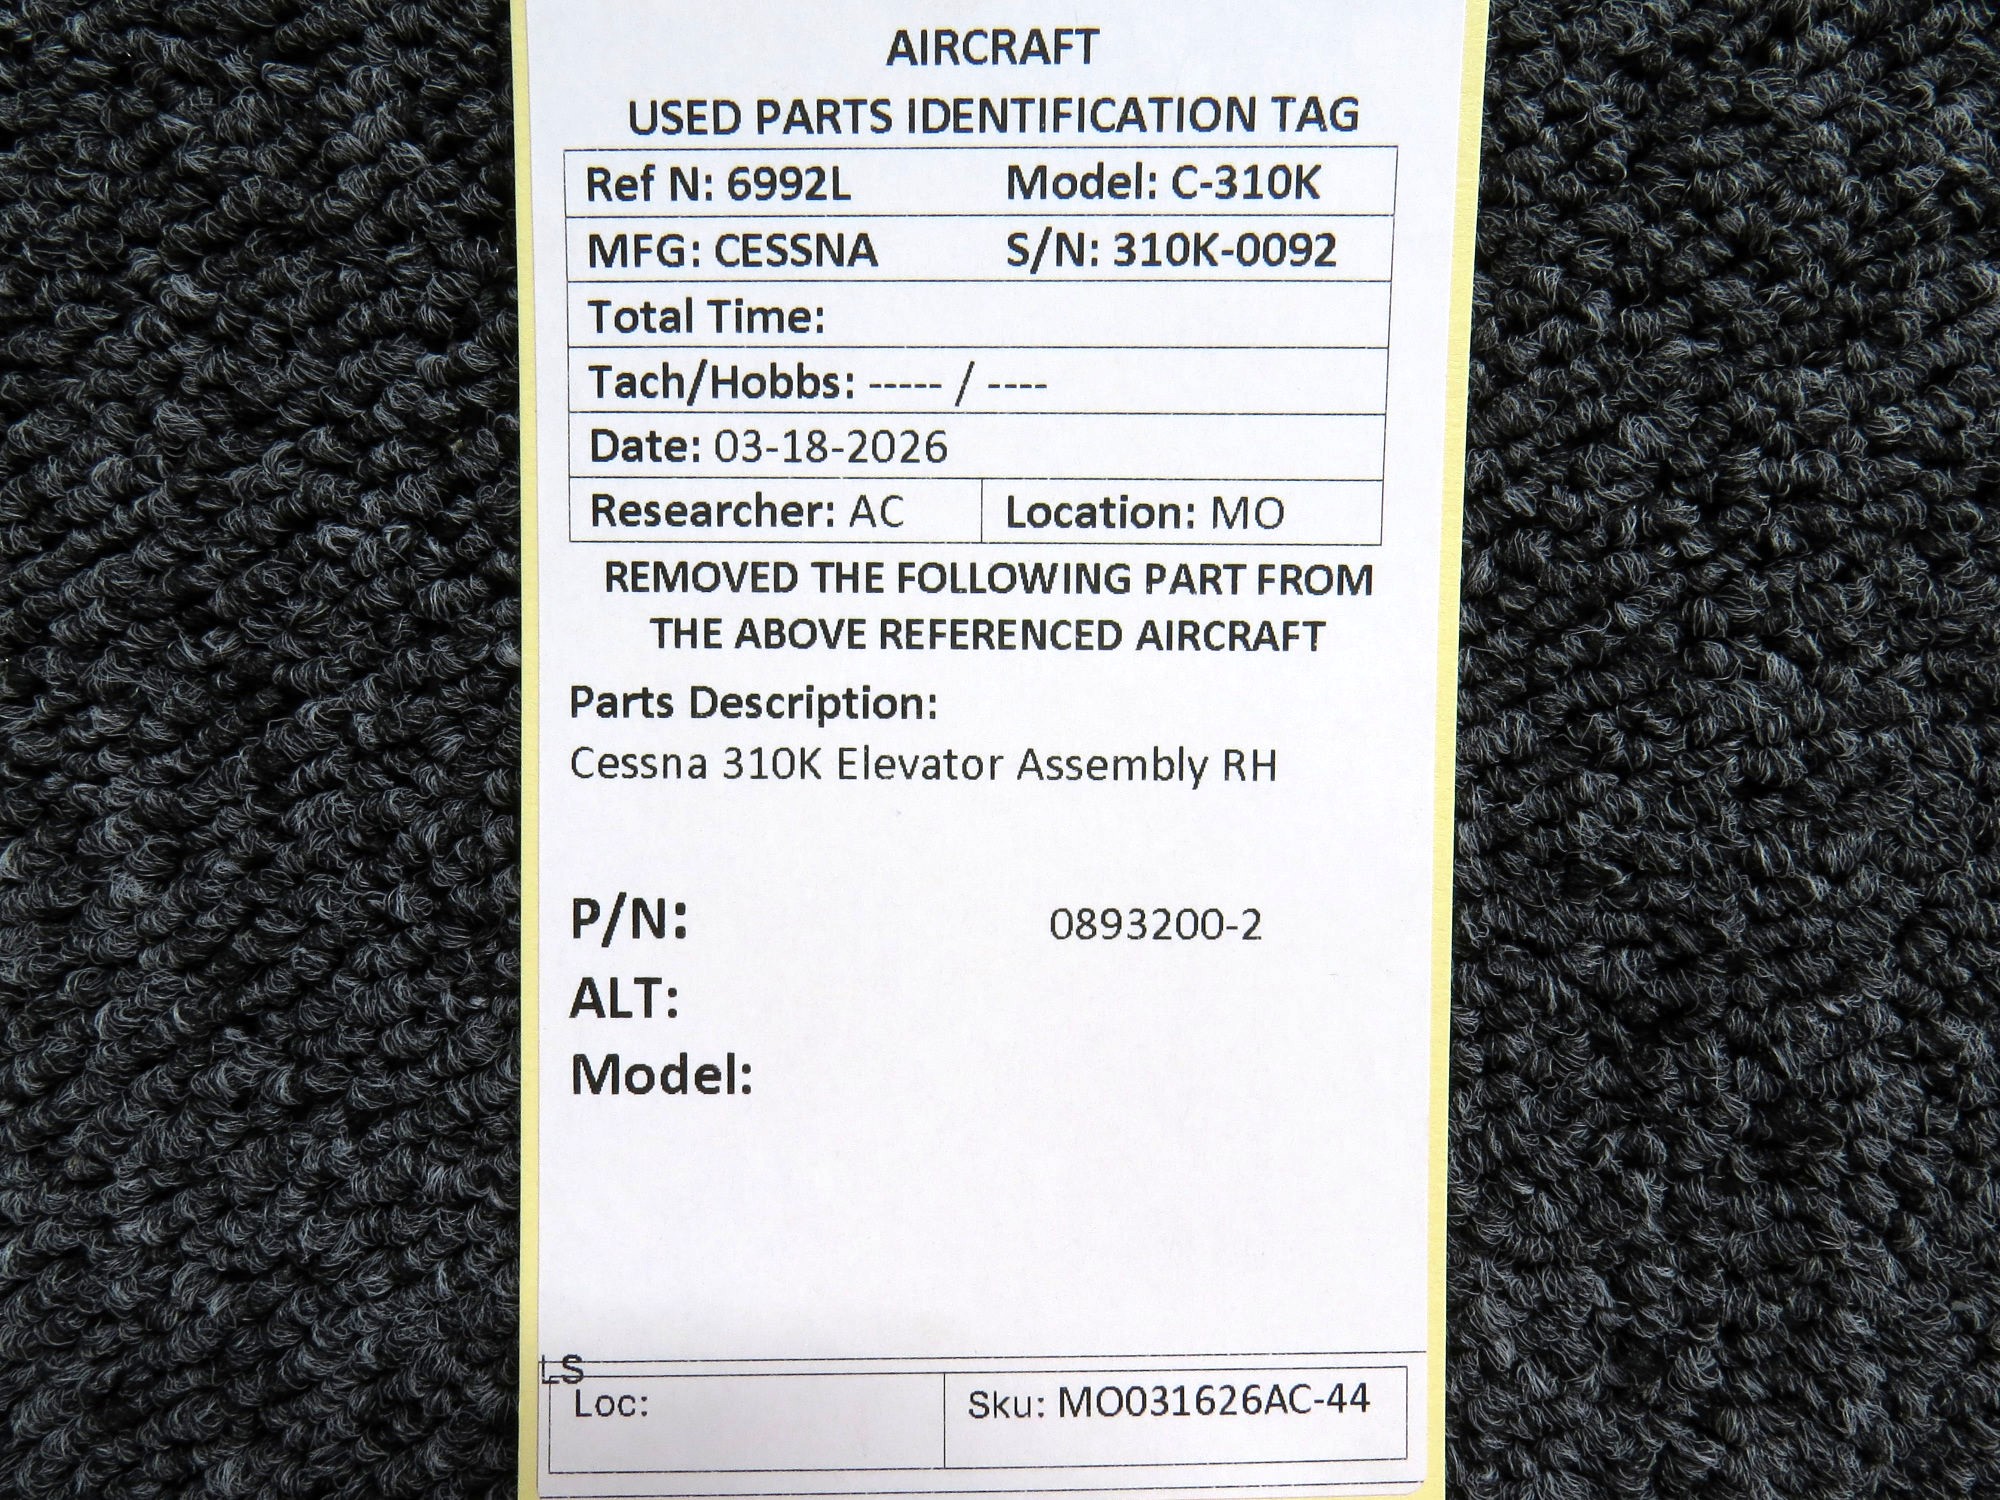 AIRCRAFT
USED PARTS IDENTIFICATION TAG
Ref N: 6992L Model: C-310K
MFG: CESSNA S/N: 310K-0092
Total Time:
Tach/Hobbs: ----- / ----
Date: 03-18-2026
Researcher: AC Location: MO
REMOVED THE FOLLOWING PART FROM
THE ABOVE REFERENCED AIRCRAFT
Parts Description:
Cessna 310K Elevator Assembly RH
P/N: 0893200-2
ALT:
Model:
LS
Loc: Sku: MO031626AC-44